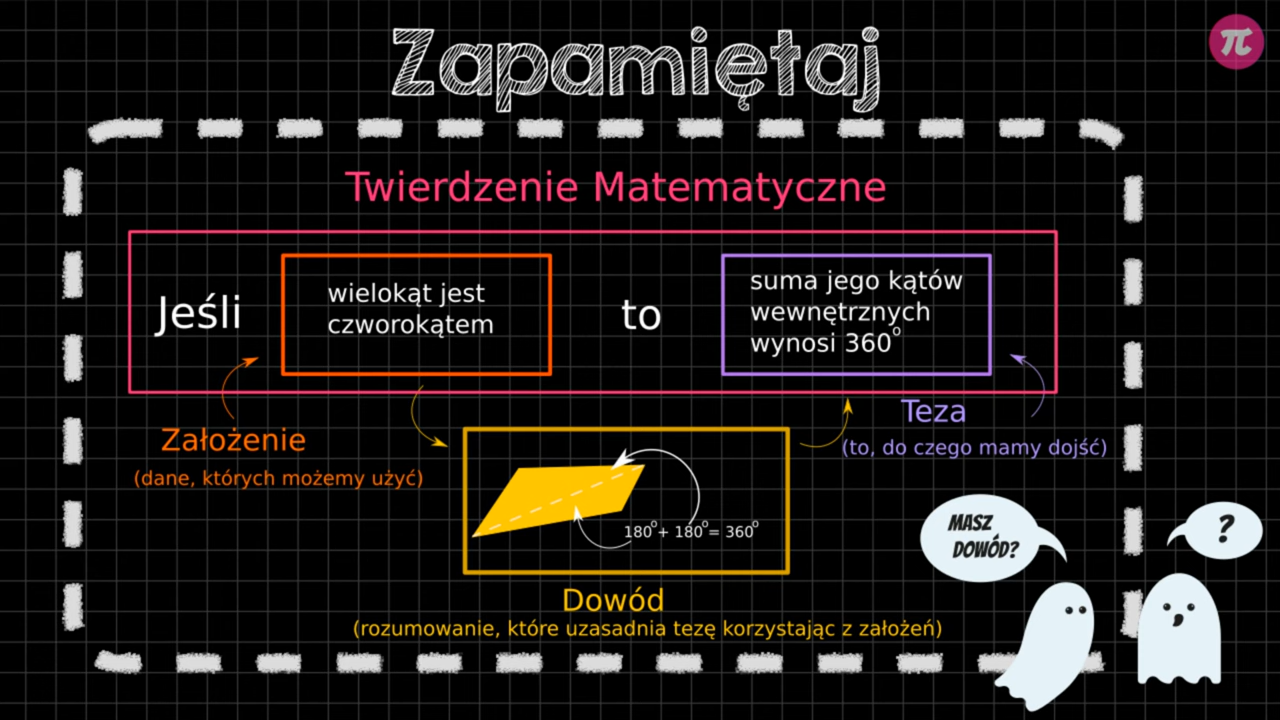 Zapamiętaj
π
Twierdzenie Matematyczne
Jeśli
wielokąt jest
czworokątem
to
suma jego kątów
wewnętrznych
wynosi 360°
Założenie
(dane, których możemy użyć)
Teza
(to, do czego mamy dojść)
180°+ 180°= 360°
Dowód
(rozumowanie, które uzasadnia tezę korzystając z założeń)
MASZ
DOWÓD?
?